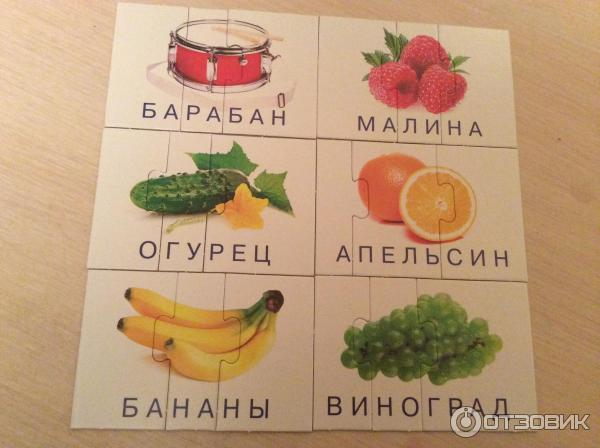 БАРАБАН
МАЛИНА
ОГУРЕЦ
АПЕЛЬСИН
БАНАНЫ
ВИНОГРАД
ОТЗОВИК